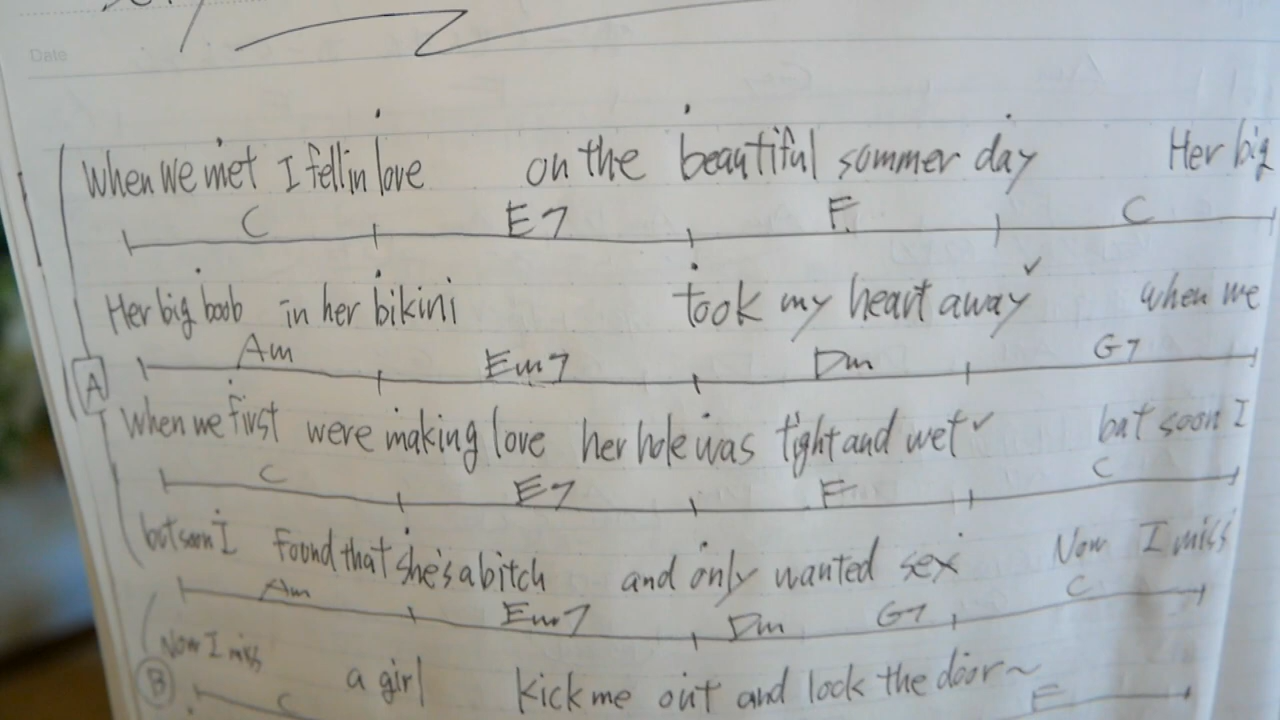 Date
When we met I fell in love on the beautiful summer day Her big
C E7 F C
Her big boob in her bikini took my heart away when we
Am Em7 Dm G7
A
When we first were making love her hole was tight and wet but soon I
C E7 F C
but soon I found that she's a bitch and only wanted sex Now I miss
Am Em7 Dm G7 C
Now I miss a girl kick me out and lock the door~
B
C F